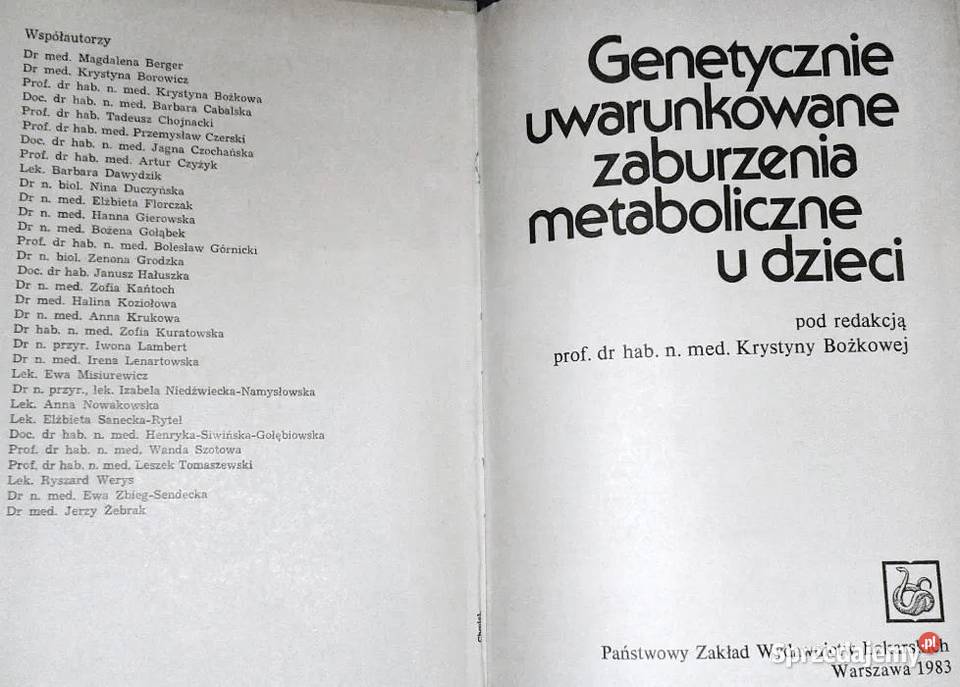 Współautorzy
Dr med. Magdalena Berger
Dr med. Krystyna Borowicz
Prof. dr hab. n. med. Krystyna Bożkowa
Doc. dr hab. n. med. Barbara Cabalska
Prof. dr hab. Tadeusz Chojnacki
Prof. dr hab. med. Przemysław Czerski
Doc. dr hab. n. med. Jagna Czochańska
Prof. dr hab. med. Artur Czyżyk
Lek. Barbara Dawydzik
Dr n. biol. Nina Duczyńska
Dr n. med. Elżbieta Florczak
Dr n. med. Hanna Gierowska
Dr n. med. Bożena Gołąbek
Prof. dr hab. n. med. Bolesław Górnicki
Dr n. biol. Zenona Grodzka
Doc. dr hab. Janusz Hałuszka
Dr n. med. Zofia Kańtoch
Dr med. Halina Koziołowa
Dr n. med. Anna Krukowa
Dr hab. n. med. Zofia Kuratowska
Dr n. przyr. Iwona Lambert
Dr n. med. Irena Lenartowska
Lek. Ewa Misiurewicz
Dr n. przyr., lek. Izabela Niedźwiecka-Namysłowska
Lek. Anna Nowakowska
Lek. Elżbieta Sanecka-Rytel
Doc. dr hab. n. med. Henryka-Siwińska-Gołębiowska
Prof. dr hab. n. med. Wanda Szotowa
Prof. dr hab. n. med. Leszek Tomaszewski
Lek. Ryszard Werys
Dr n. med. Ewa Zbieg-Sendecka
Dr med. Jerzy Żebrak
Genetycznie
uwarunkowane
zaburzenia
metaboliczne
u dzieci
pod redakcją
prof. dr hab. n. med. Krystyny Bożkowej
Państwowy Zakład Wydawnictw Lekarskich
Warszawa 1983
Sprzedajemy.pl